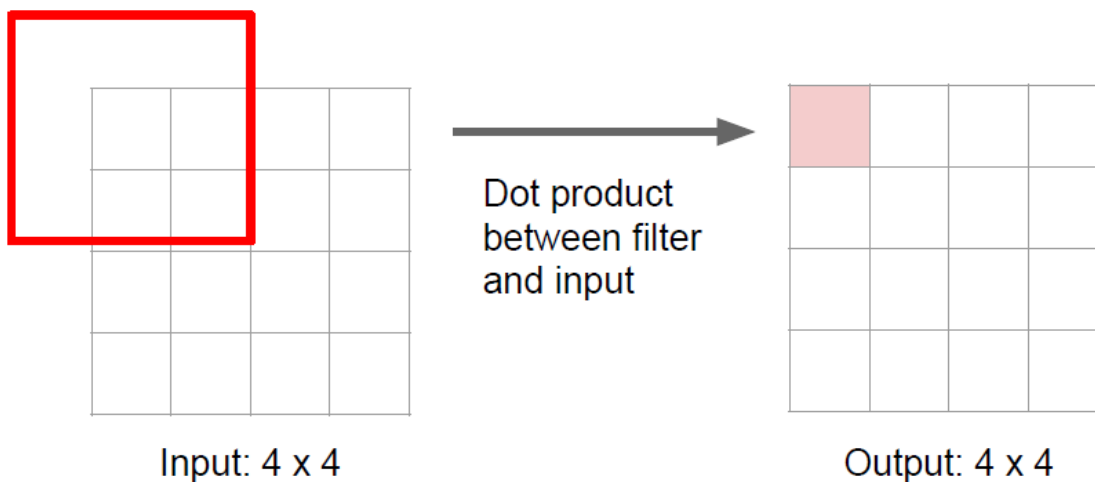 Dot product
between filter
and input
Input: 4 x 4
Output: 4 x 4